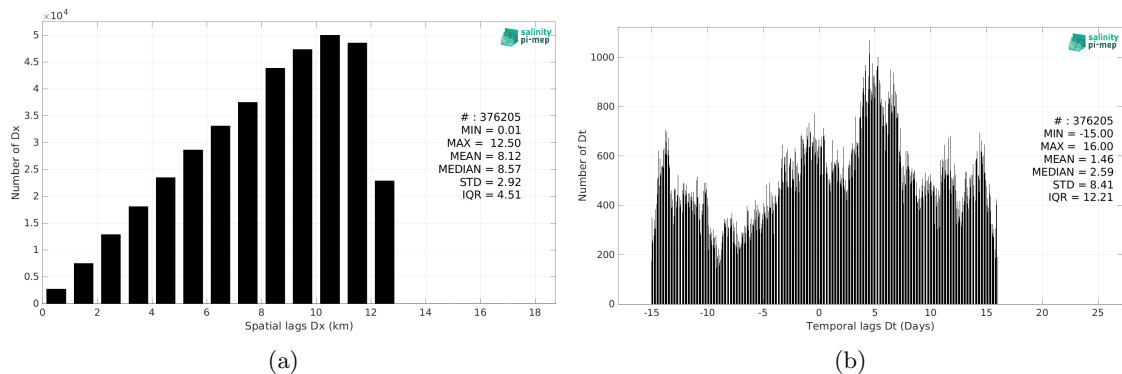 ×10⁴
5
4.5
4
3.5
3
2.5
2
1.5
1
0.5
0
Number of Dx
0 2 4 6 8 10 12 14 16 18
Spatial lags Dx (km)
salinity
pi-mep
# : 376205
MIN = 0.01
MAX = 12.50
MEAN = 8.12
MEDIAN = 8.57
STD = 2.92
IQR = 4.51
(a)
1000
800
600
400
200
0
Number of Dt
-15 -10 -5 0 5 10 15 20 25
Temporal lags Dt (Days)
salinity
pi-mep
# : 376205
MIN = -15.00
MAX = 16.00
MEAN = 1.46
MEDIAN = 2.59
STD = 8.41
IQR = 12.21
(b)